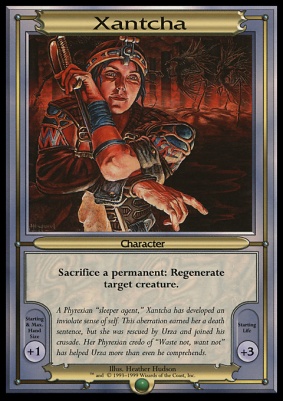 Xantcha
Character
Sacrifice a permanent: Regenerate
target creature.
A Phyrexian "sleeper agent," Xantcha has developed an
inviolate sense of self. This aberration earned her a death
sentence, but she was rescued by Urza and joined his
crusade. Her Phyrexian credo of "Waste not, want not"
has helped Urza more than even he comprehends.
Starting
& Max.
Hand
Size
+1
Starting
Life
+3
Illus. Heather Hudson
™ and © 1993-1999 Wizards of the Coast, Inc.